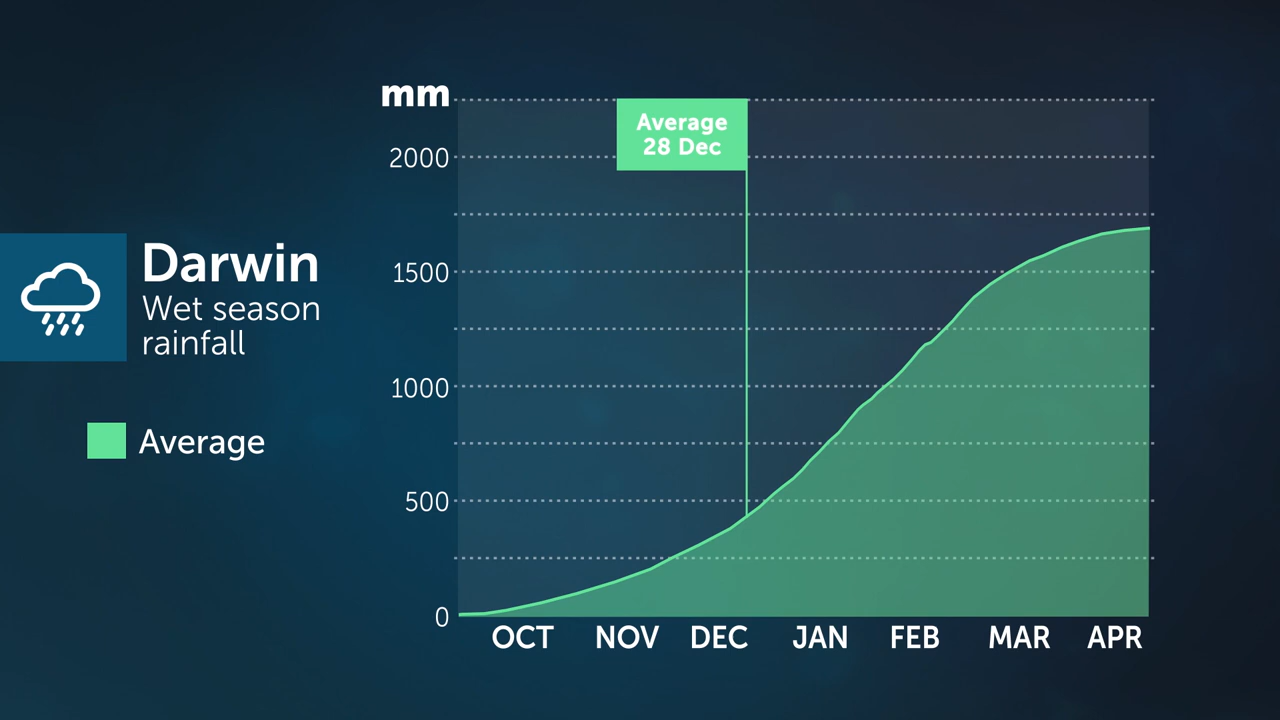 mm
Average
28 Dec
2000
1500
1000
500
0
Darwin
Wet season
rainfall
Average
OCT NOV DEC JAN FEB MAR APR